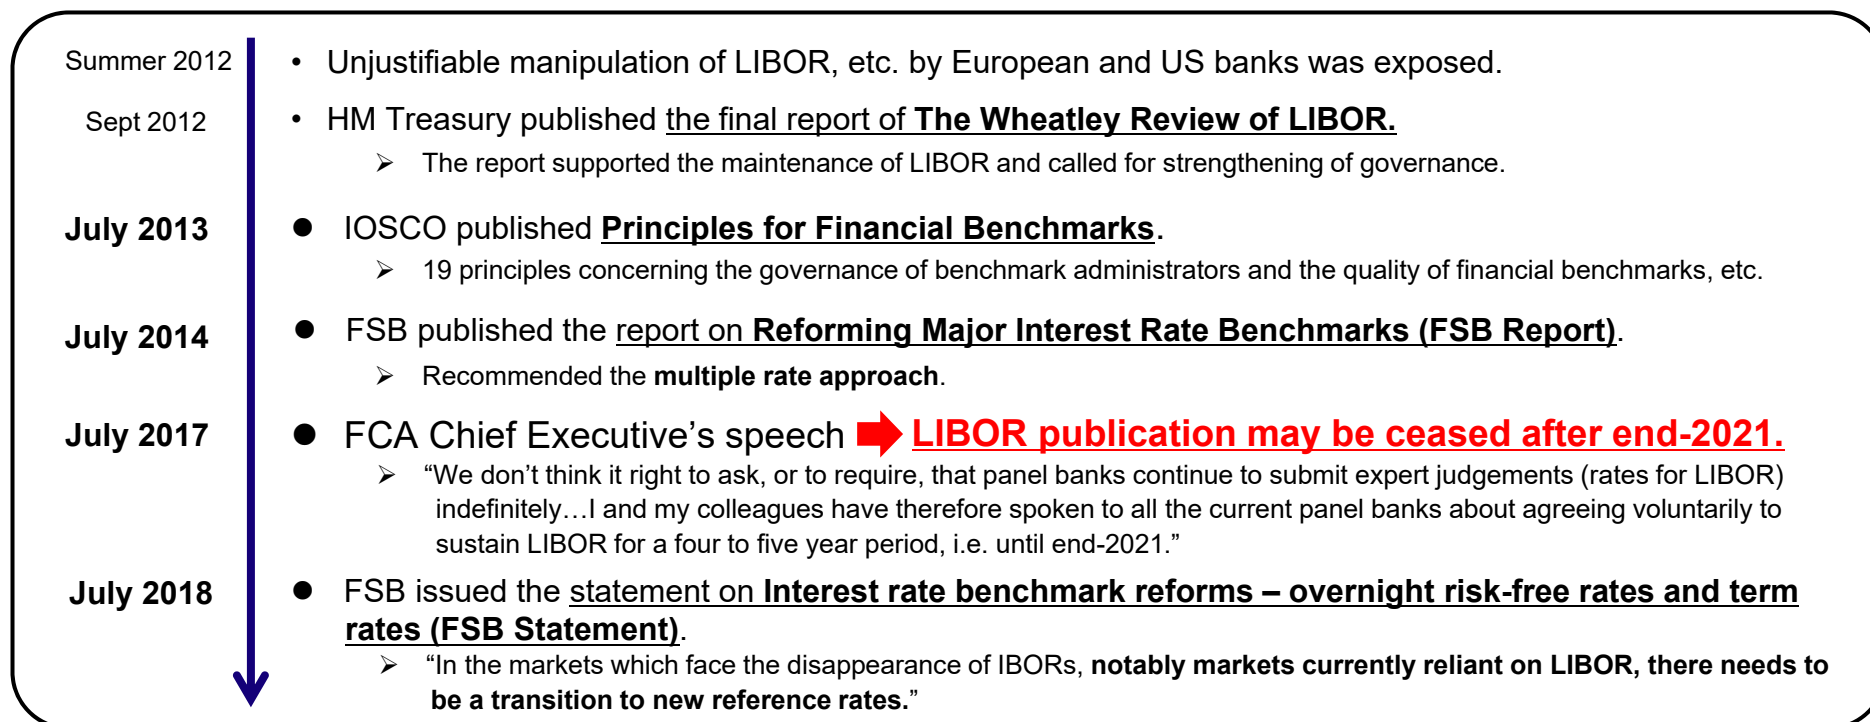 Summer 2012
• Unjustifiable manipulation of LIBOR, etc. by European and US banks was exposed.
Sept 2012
• HM Treasury published the final report of The Wheatley Review of LIBOR.
➢ The report supported the maintenance of LIBOR and called for strengthening of governance.
July 2013
● IOSCO published Principles for Financial Benchmarks.
➢ 19 principles concerning the governance of benchmark administrators and the quality of financial benchmarks, etc.
July 2014
● FSB published the report on Reforming Major Interest Rate Benchmarks (FSB Report).
➢ Recommended the multiple rate approach.
July 2017
● FCA Chief Executive’s speech LIBOR publication may be ceased after end-2021.
➢ “We don’t think it right to ask, or to require, that panel banks continue to submit expert judgements (rates for LIBOR)
indefinitely…I and my colleagues have therefore spoken to all the current panel banks about agreeing voluntarily to
sustain LIBOR for a four to five year period, i.e. until end-2021.”
July 2018
● FSB issued the statement on Interest rate benchmark reforms – overnight risk-free rates and term
rates (FSB Statement).
➢ “In the markets which face the disappearance of IBORs, notably markets currently reliant on LIBOR, there needs to
be a transition to new reference rates.”